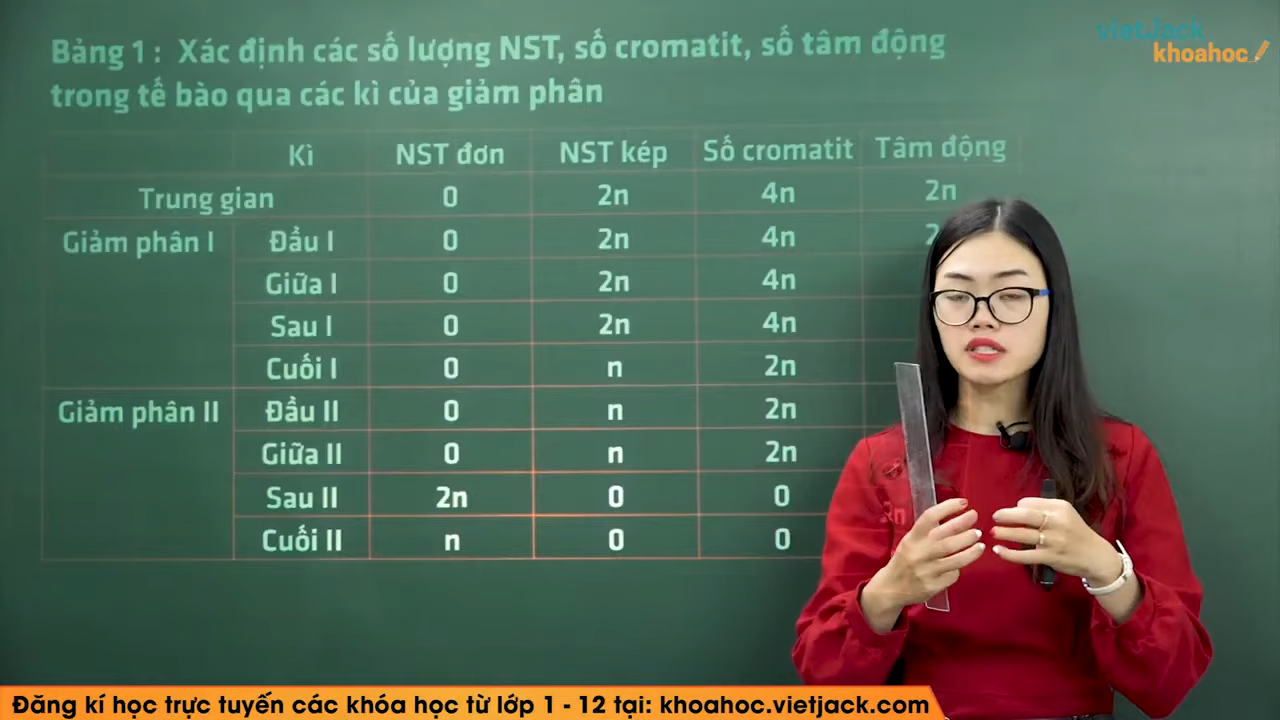 vietJack
khoahoc
Bảng 1 : Xác định các số lượng NST, số cromatit, số tâm động
trong tế bào qua các kì của giảm phân
Kì NST đơn NST kép Số cromatit Tâm động
Trung gian 0 2n 4n 2n
Giảm phân I Đầu I 0 2n 4n 2
Giữa I 0 2n 4n
Sau I 0 2n 4n
Cuối I 0 n 2n
Giảm phân II Đầu II 0 n 2n
Giữa II 0 n 2n
Sau II 2n 0 0 2n
Cuối II n 0 0
Đăng kí học trực tuyến các khóa học từ lớp 1 - 12 tại: khoahoc.vietjack.com